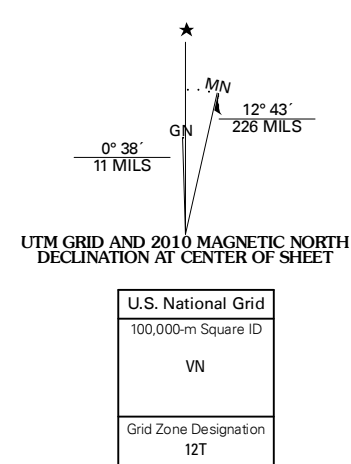 ★
MN
GN
12° 43´
226 MILS
0° 38´
11 MILS
UTM GRID AND 2010 MAGNETIC NORTH
DECLINATION AT CENTER OF SHEET
U.S. National Grid
100,000-m Square ID
VN
Grid Zone Designation
12T